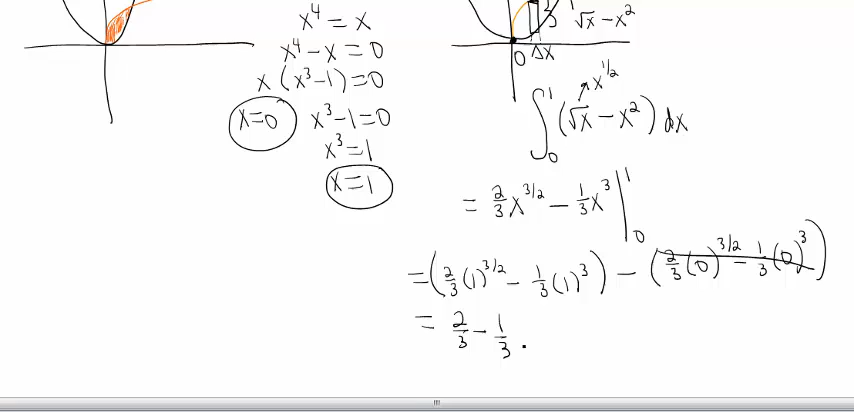 x⁴ = x
x⁴ − x = 0
x (x³ − 1) = 0
x = 0
x³ − 1 = 0
x³ = 1
x = 1
√x − x²
0 Δx
x^1/2
∫₀¹ (√x − x²) dx
= 2/3 x^3/2 − 1/3 x³ |₀¹
= (2/3 (1)^3/2 − 1/3 (1)³) − (2/3 (0)^3/2 − 1/3 (0)³)
= 2/3 − 1/3 .